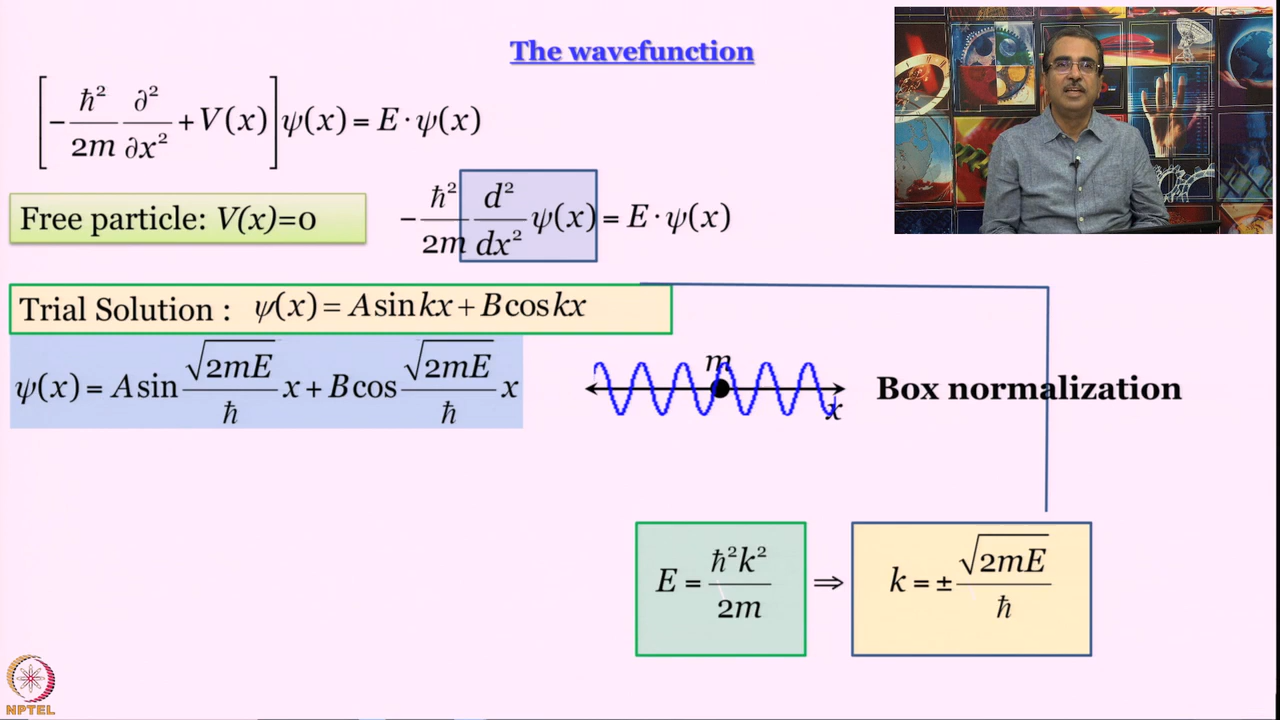 The wavefunction
[-ħ²/2m ∂²/∂x² + V(x)]ψ(x) = E·ψ(x)
Free particle: V(x)=0
-ħ²/2m d²/dx² ψ(x) = E·ψ(x)
Trial Solution : ψ(x) = A sin kx + B cos kx
ψ(x) = A sin √2mE/ħ x + B cos √2mE/ħ x
m
x
Box normalization
E = ħ²k²/2m ⇒ k = ± √2mE/ħ
NPTEL